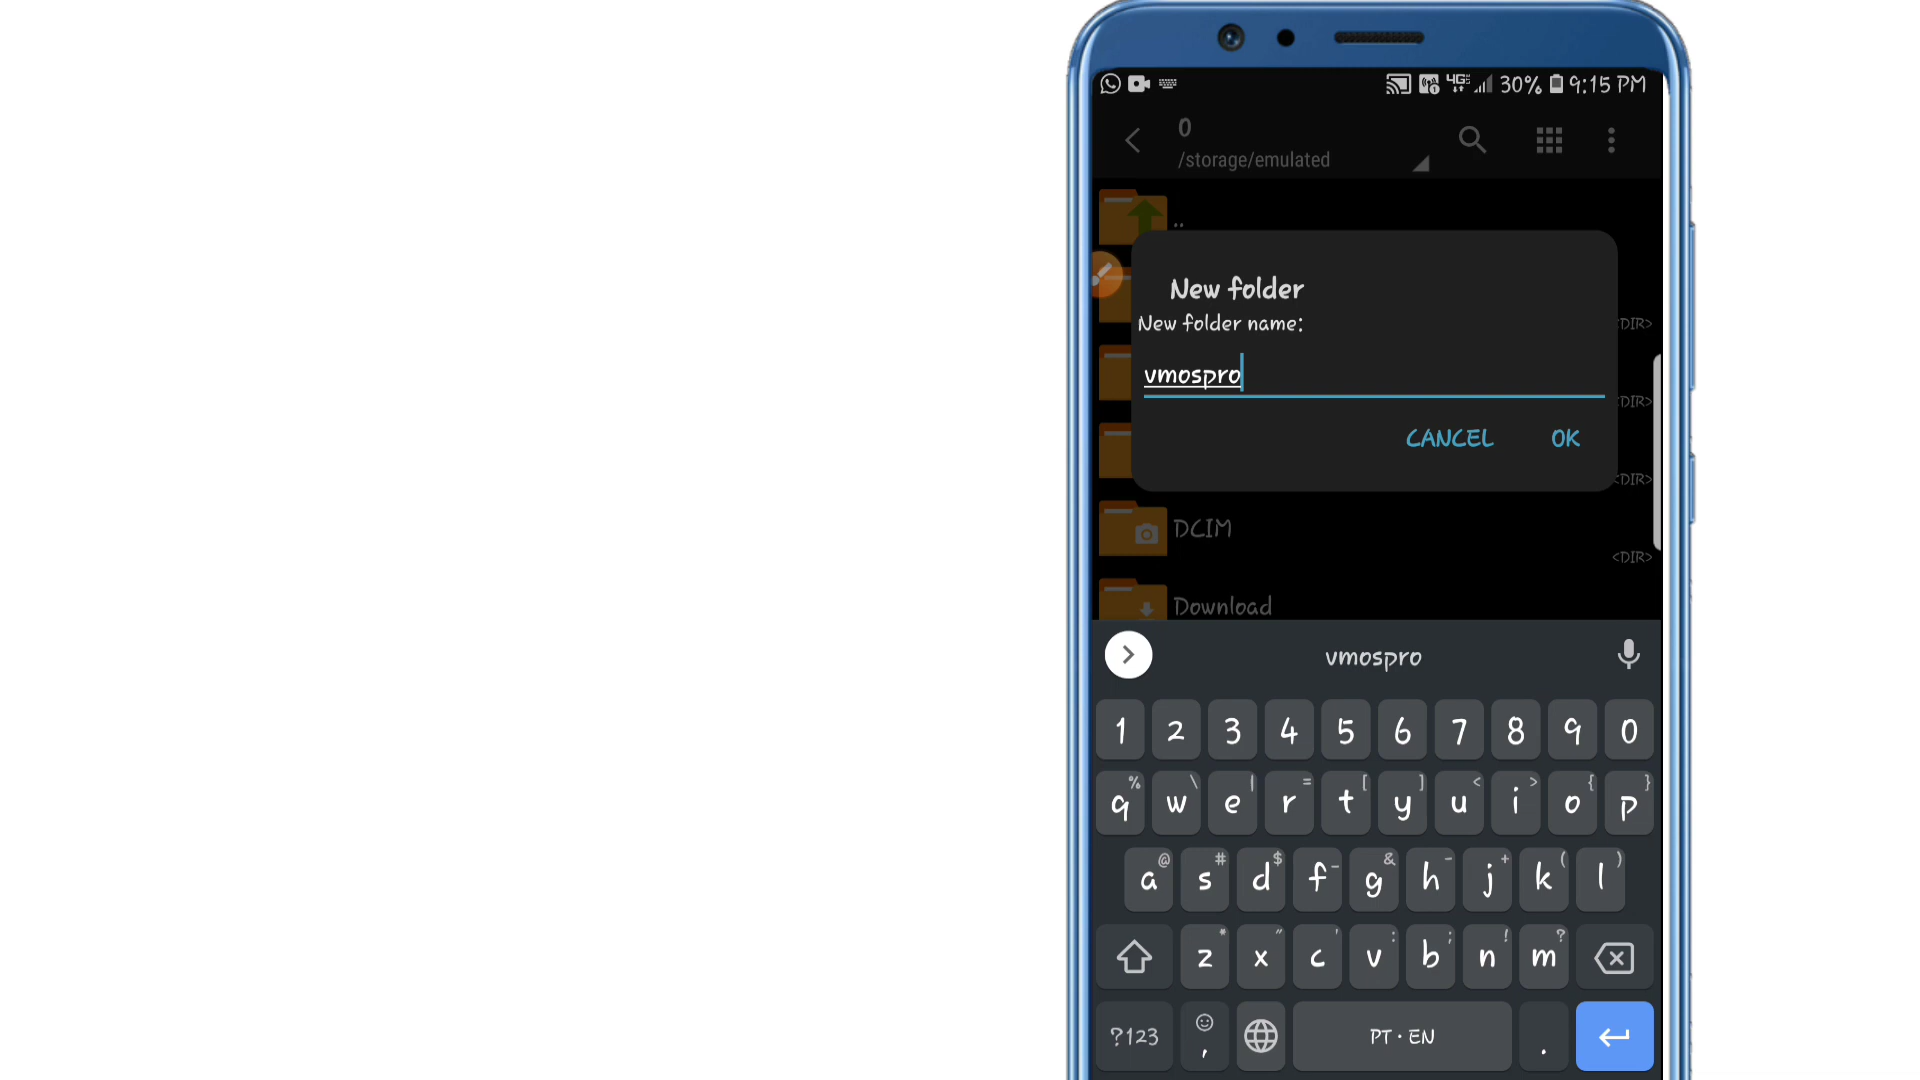 4G 30% 9:15 PM
0
/storage/emulated
..
New folder
<DIR>
New folder name:
vmospro
<DIR>
CANCEL OK
<DIR>
DCIM
<DIR>
Download
vmospro
1 2 3 4 5 6 7 8 9 0
% \ | = [ ] < > { }
q w e r t y u i o p
@ # $ _ & - + ( )
a s d f g h j k l
* " ' : ; ! ?
z x c v b n m
?123 , PT · EN .